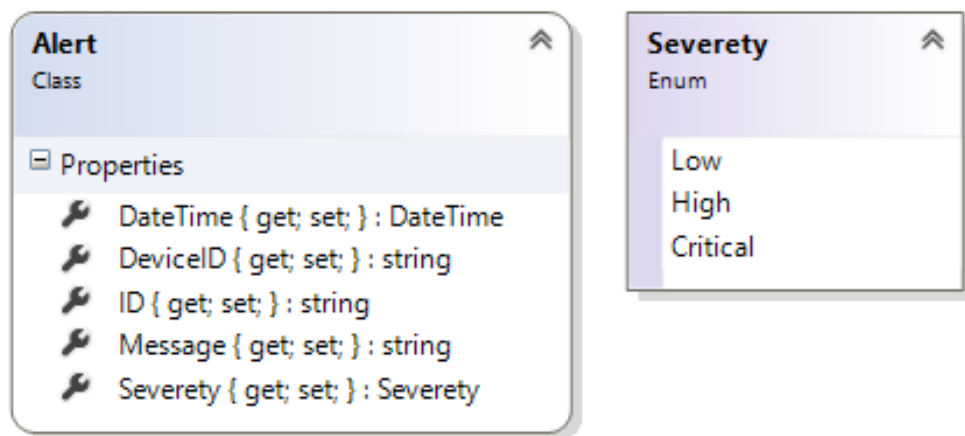 Alert
Class
Properties
DateTime { get; set; } : DateTime
DeviceID { get; set; } : string
ID { get; set; } : string
Message { get; set; } : string
Severety { get; set; } : Severety
Severety
Enum
Low
High
Critical